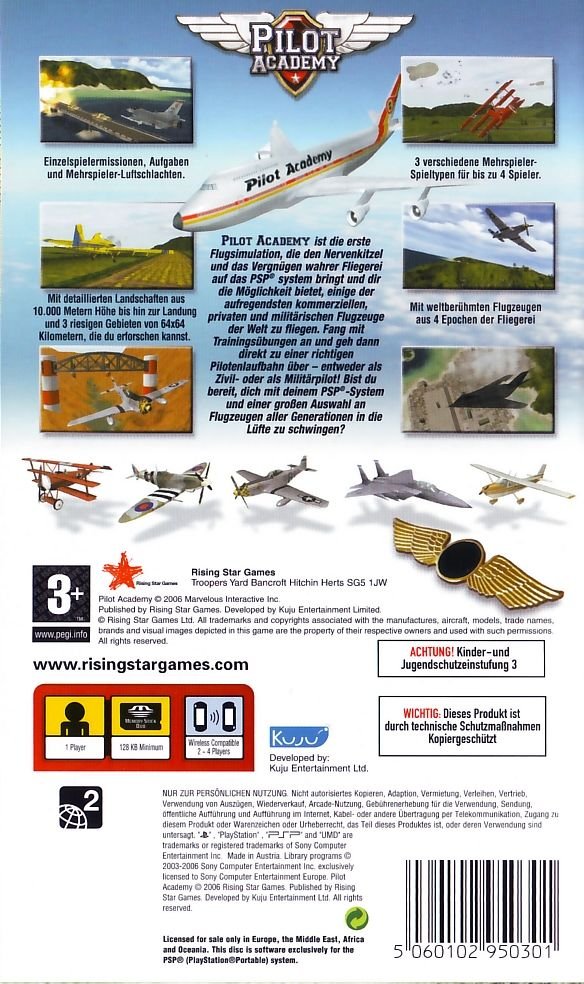 PILOT
ACADEMY
Einzelspielermissionen, Aufgaben
und Mehrspieler-Luftschlachten.
3 verschiedene Mehrspieler-
Spieltypen für bis zu 4 Spieler.
Pilot Academy
Mit detaillierten Landschaften aus
10.000 Metern Höhe bis hin zur Landung
und 3 riesigen Gebieten von 64x64
Kilometern, die du erforschen kannst.
PILOT ACADEMY ist die erste
Flugsimulation, die den Nervenkitzel
und das Vergnügen wahrer Fliegerei
auf das PSP® system bringt und dir
die Möglichkeit bietet, einige der
aufregendsten kommerziellen,
privaten und militärischen Flugzeuge
der Welt zu fliegen. Fang mit
Trainingsübungen an und geh dann
direkt zu einer richtigen
Pilotenlaufbahn über – entweder als
Zivil- oder als Militärpilot! Bist du
bereit, dich mit deinem PSP®-System
und einer großen Auswahl an
Flugzeugen aller Generationen in die
Lüfte zu schwingen?
Mit weltberühmten Flugzeugen
aus 4 Epochen der Fliegerei
3+
™
www.pegi.info
Rising Star Games
Rising Star Games
Troopers Yard Bancroft Hitchin Herts SG5 1JW
Pilot Academy © 2006 Marvelous Interactive Inc.
Published by Rising Star Games. Developed by Kuju Entertainment Limited.
© Rising Star Games Ltd. All trademarks and copyrights associated with the manufactures, aircraft, models, trade names,
brands and visual images depicted in this game are the property of their respective owners and used with such permissions.
All rights reserved.
www.risingstargames.com
ACHTUNG! Kinder-und
Jugendschutzeinstufung 3
WICHTIG: Dieses Produkt ist
durch technische Schutzmaßnahmen
Kopiergeschützt
1 Player
MEMORY STICK
DUO
128 KB Minimum
Wireless Compatible
2 - 4 Players
Kuju
Developed by:
Kuju Entertainment Ltd.
2
NUR ZUR PERSÖNLICHEN NUTZUNG. Nicht autorisiertes Kopieren, Adaption, Vermietung, Verleihen, Vertrieb,
Verwendung von Auszügen, Wiederverkauf, Arcade-Nutzung, Gebührenerhebung für die Verwendung, Sendung,
öffentliche Aufführung und Aufführung im Internet, Kabel- oder andere Übertragung per Telekommunikation, Zugang zu
diesem Produkt oder Warenzeichen oder Urheberrecht, das Teil dieses Produktes ist, oder deren Verwendung sind
untersagt. " ", "PlayStation", "PSP" and "UMD" are
trademarks or registered trademarks of Sony Computer
Entertainment Inc. Made in Austria. Library programs ©
2003-2006 Sony Computer Entertainment Inc. exclusively
licensed to Sony Computer Entertainment Europe. Pilot
Academy © 2006 Rising Star Games. Published by Rising
Star Games. Developed by Kuju Entertainment Ltd. All rights
reserved.
Licensed for sale only in Europe, the Middle East, Africa
and Oceania. This disc is software exclusively for the
PSP® (PlayStation®Portable) system.
5 060102 950301